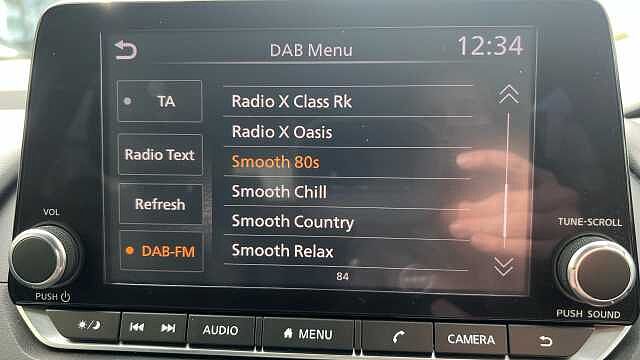 DAB Menu
12:34
TA
Radio Text
Refresh
DAB-FM
Radio X Class Rk
Radio X Oasis
Smooth 80s
Smooth Chill
Smooth Country
Smooth Relax
84
VOL
PUSH
TUNE-SCROLL
PUSH SOUND
AUDIO
MENU
CAMERA